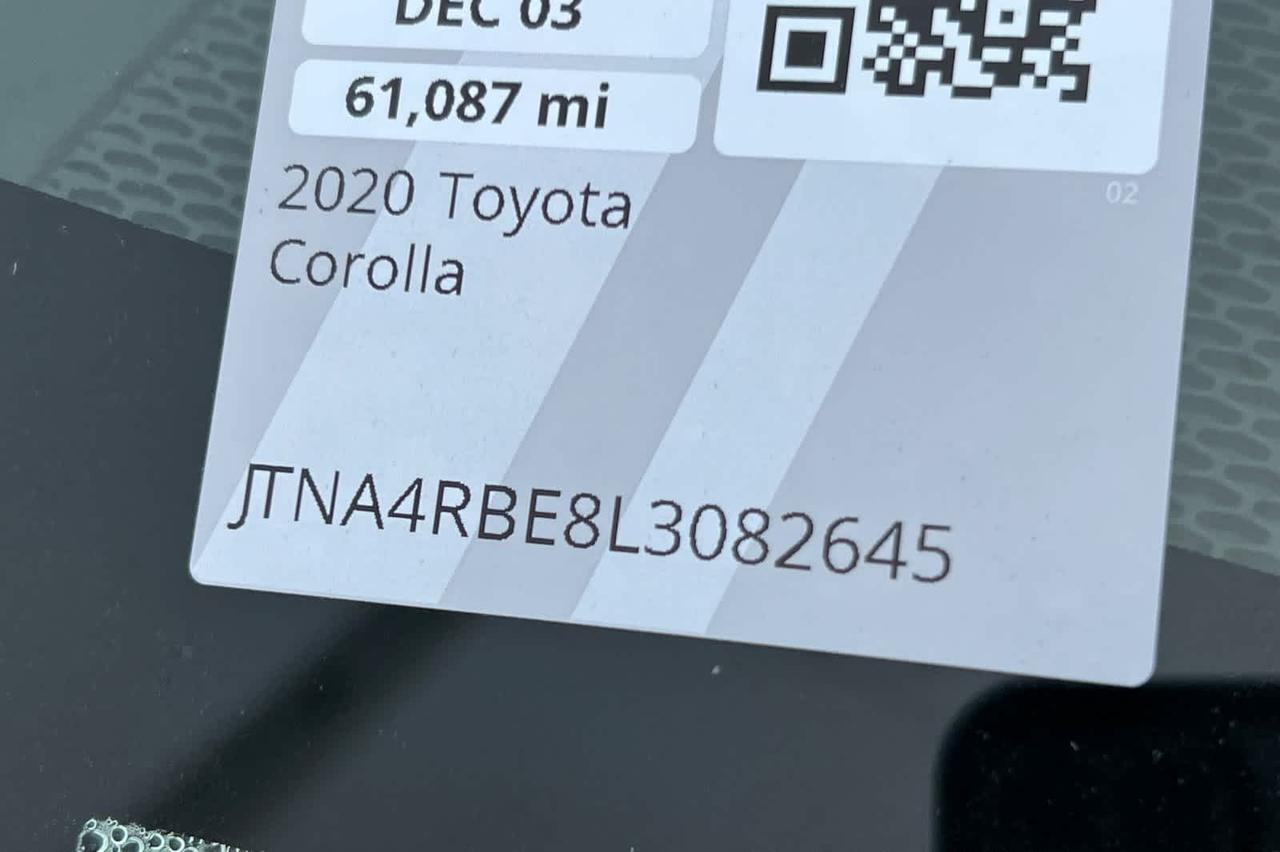 DEC 03
61,087 mi
02
2020 Toyota
Corolla
JTNA4RBE8L3082645